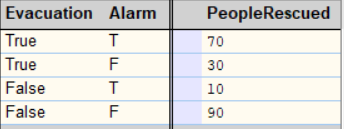 Evacuation Alarm PeopleRescued
True T 70
True F 30
False T 10
False F 90